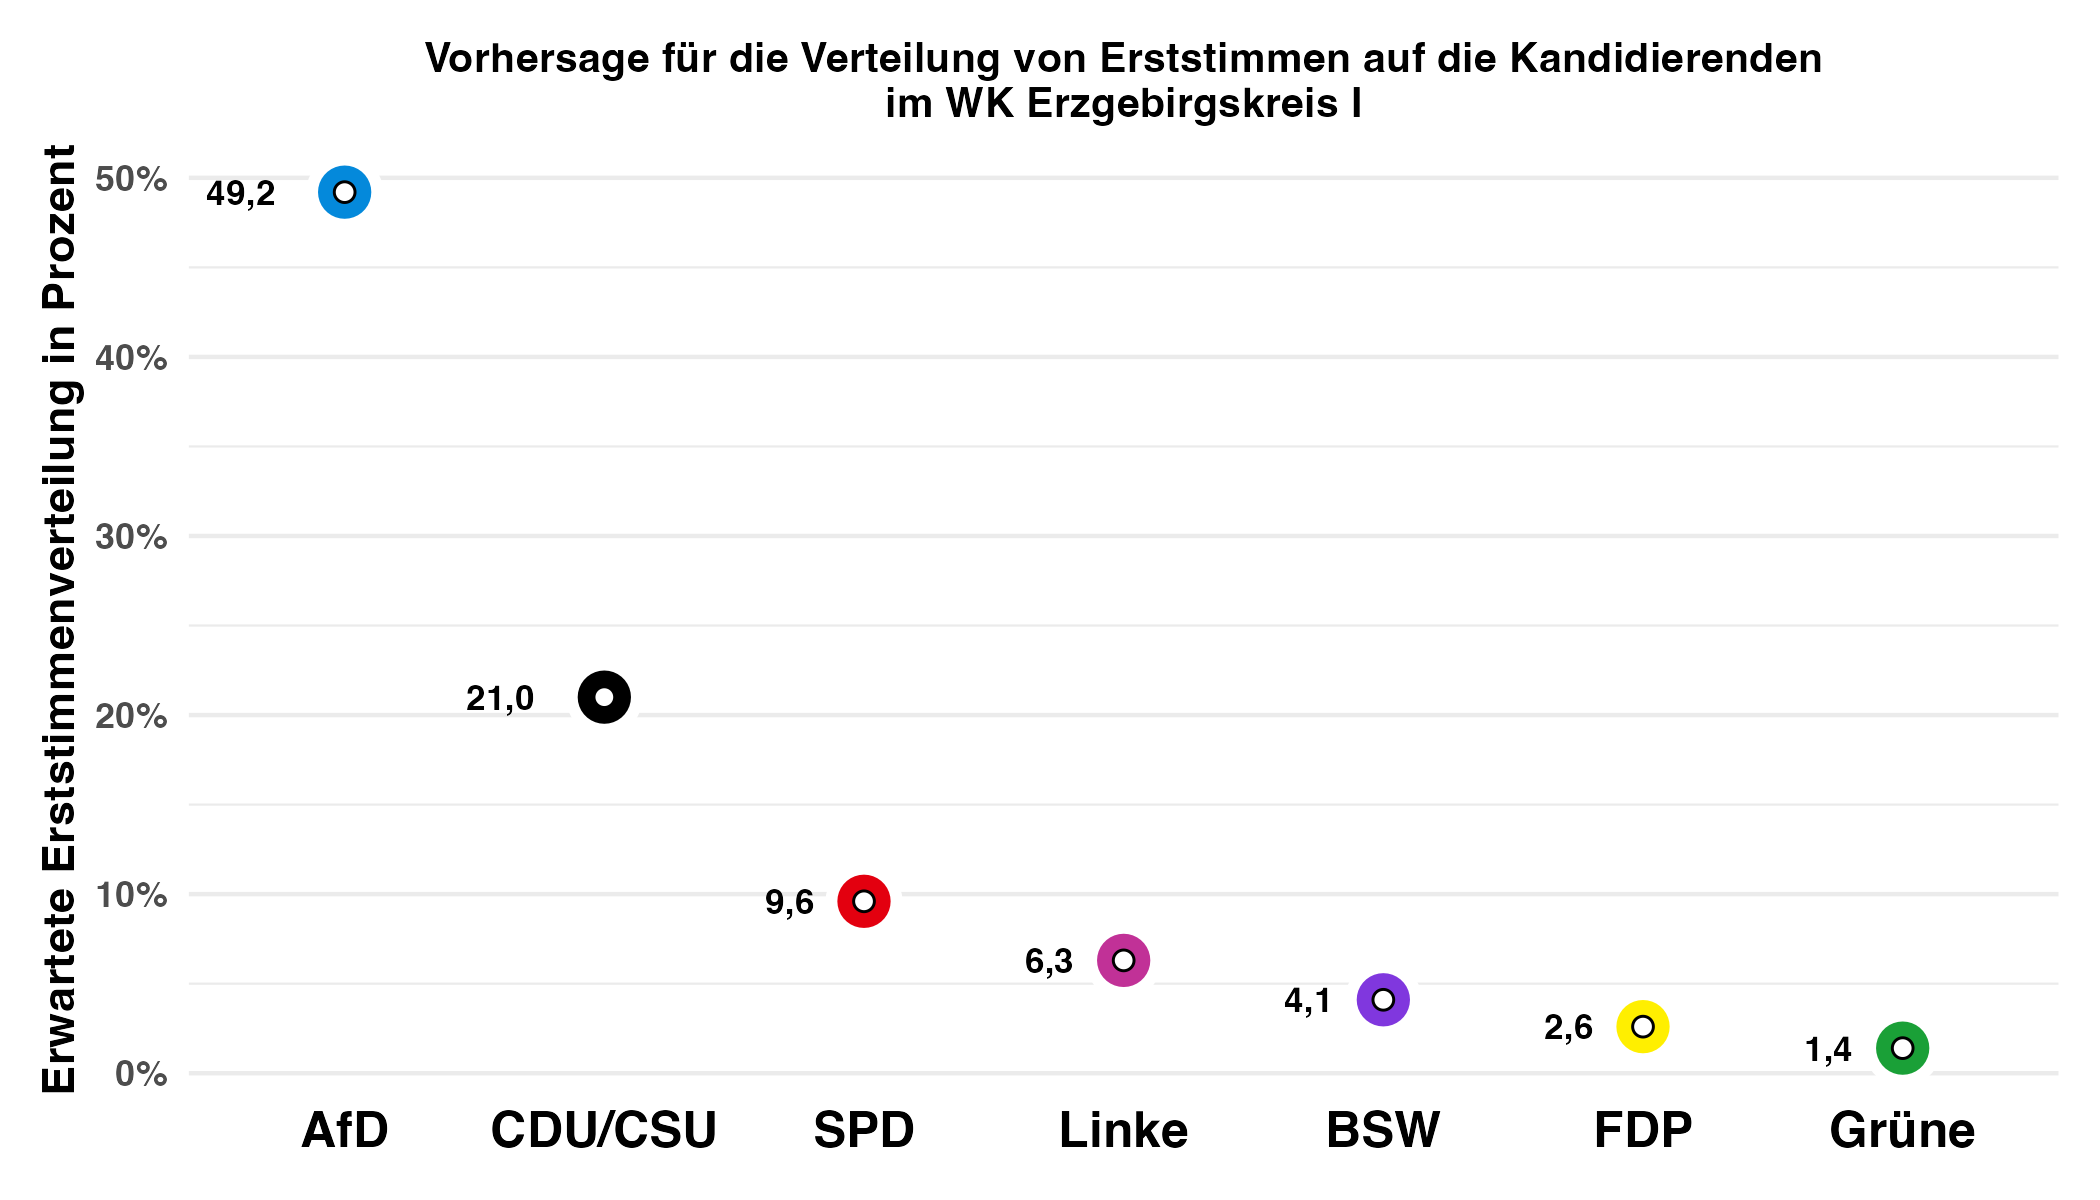 Vorhersage für die Verteilung von Erststimmen auf die Kandidierenden
im WK Erzgebirgskreis I
Erwartete Erststimmenverteilung in Prozent
50%
40%
30%
20%
10%
0%
49,2
21,0
9,6
6,3
4,1
2,6
1,4
AfD
CDU/CSU
SPD
Linke
BSW
FDP
Grüne